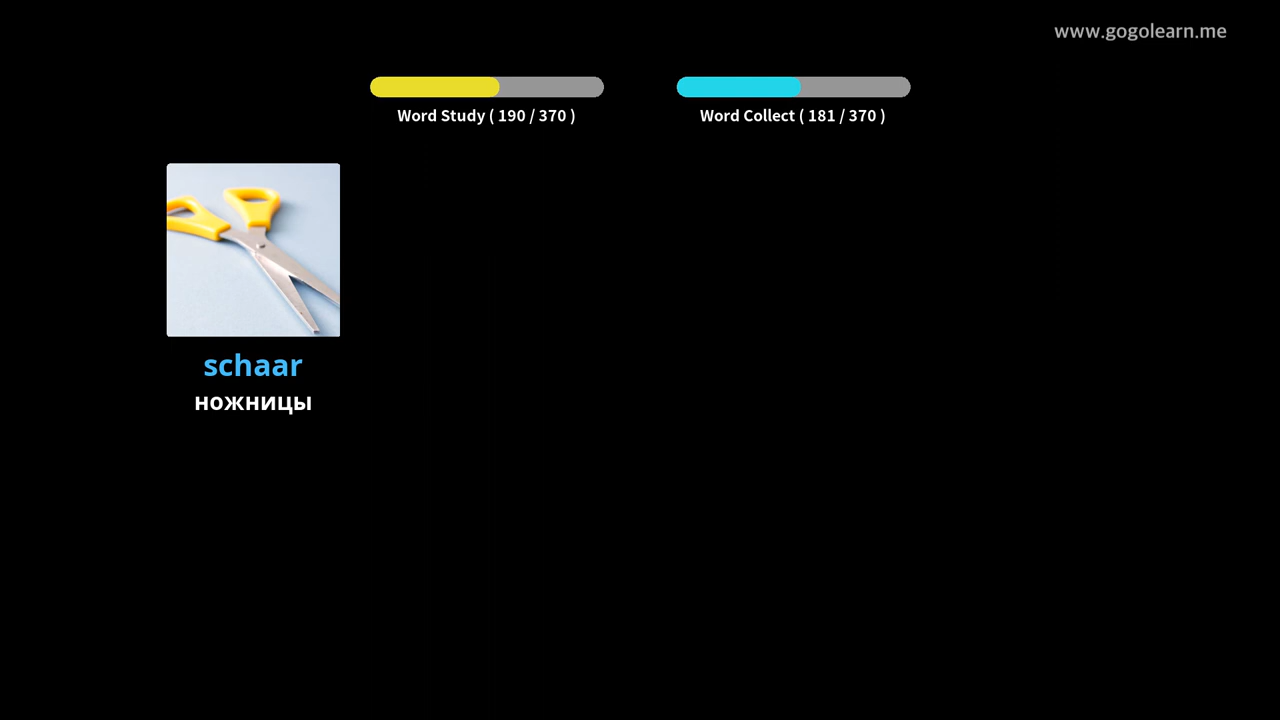 www.gogolearn.me
Word Study ( 190 / 370 )
Word Collect ( 181 / 370 )
schaar
ножницы